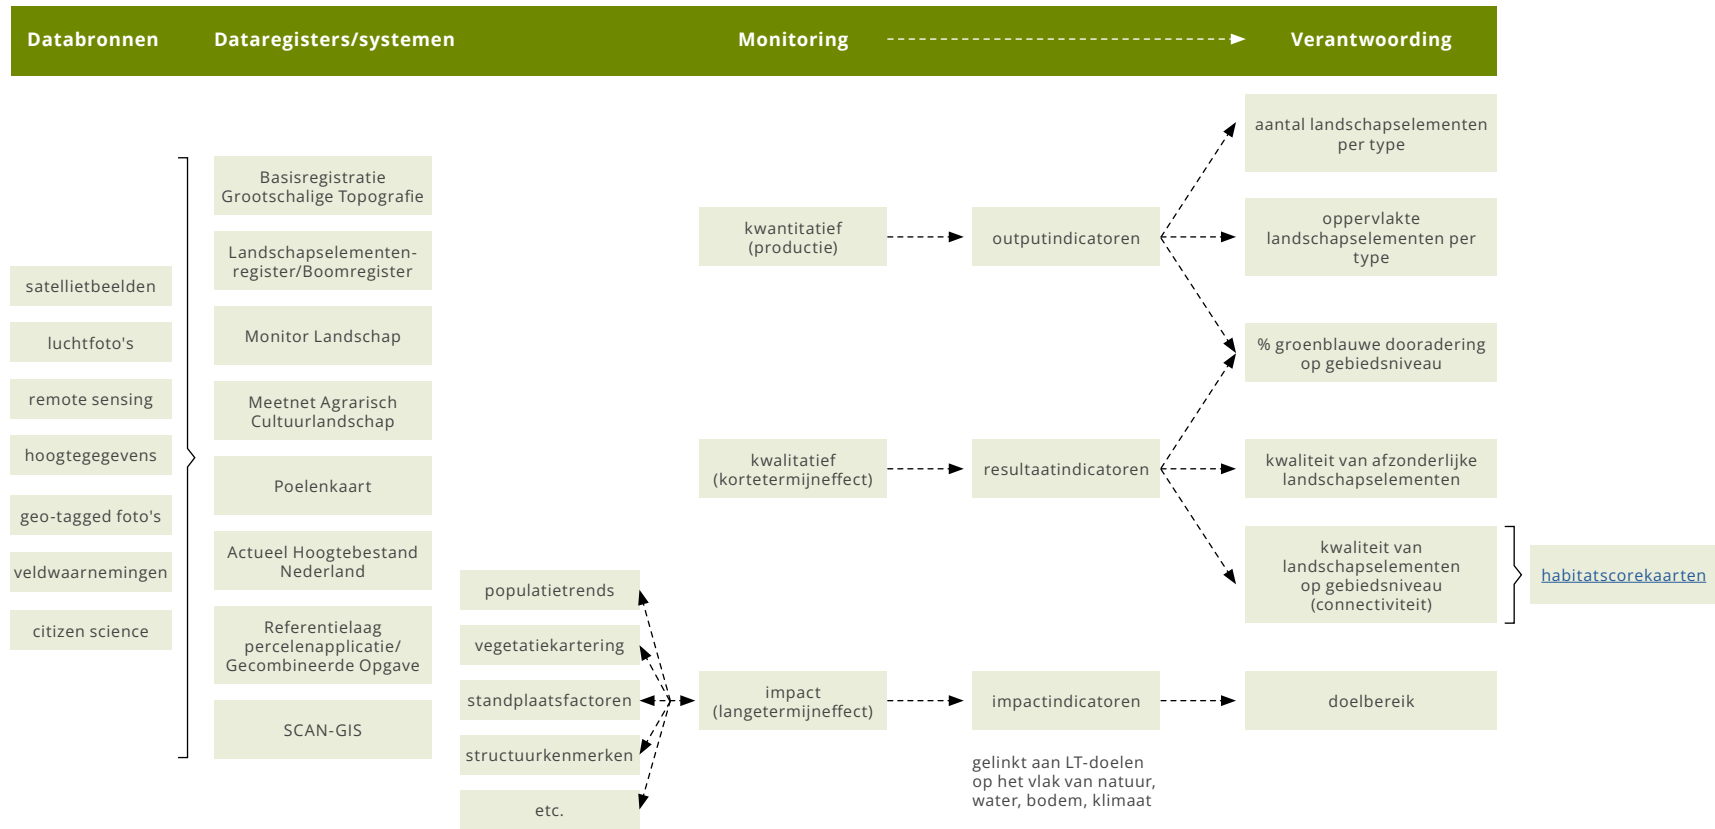 Databronnen
Dataregisters/systemen
Monitoring
Verantwoording
satellietbeelden
luchtfoto's
remote sensing
hoogtegegevens
geo-tagged foto's
veldwaarnemingen
citizen science
Basisregistratie
Grootschalige Topografie
Landschapselementen-
register/Boomregister
Monitor Landschap
Meetnet Agrarisch
Cultuurlandschap
Poelenkaart
Actueel Hoogtebestand
Nederland
Referentielaag
percelenapplicatie/
Gecombineerde Opgave
SCAN-GIS
populatietrends
vegetatiekartering
standplaatsfactoren
structuurkenmerken
etc.
kwantitatief
(productie)
outputindicatoren
aantal landschapselementen
per type
oppervlakte
landschapselementen per
type
% groenblauwe dooradering
op gebiedsniveau
kwalitatief
(kortetermijneffect)
resultaatindicatoren
kwaliteit van afzonderlijke
landschapselementen
kwaliteit van
landschapselementen
op gebiedsniveau
(connectiviteit)
habitatscorekaarten
impact
(langetermijneffect)
impactindicatoren
doelbereik
gelinkt aan LT-doelen
op het vlak van natuur,
water, bodem, klimaat